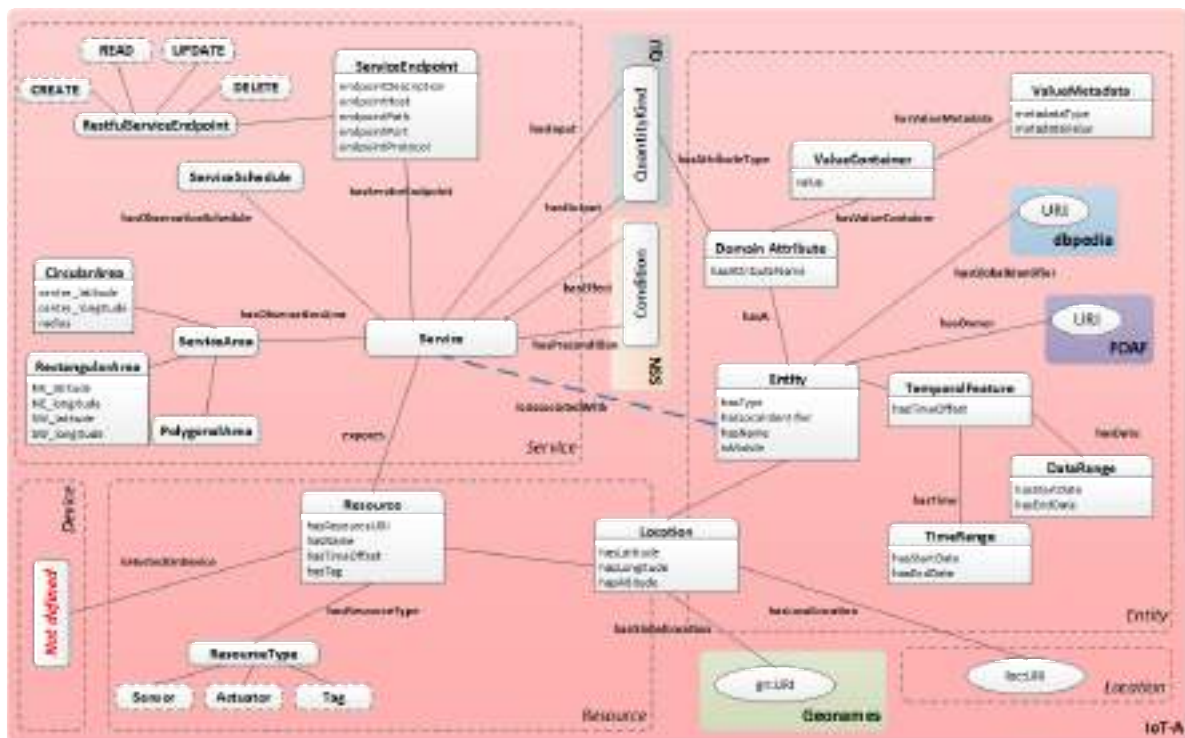 READ
UPDATE
CREATE
DELETE
RestfulServiceEndpoint
ServiceEndpoint
endpointDescription
endpointHost
endpointPath
endpointPort
endpointProtocol
ServiceSchedule
hasServiceEndpoint
hasObservationSchedule
CircularArea
center_latitude
center_longitude
radius
hasObservationArea
ServiceArea
RectangularArea
NE_latitude
NE_longitude
SW_latitude
SW_longitude
PolygonalArea
Service
exposes
Service
QU
QuantityKind
hasInput
hasOutput
hasEffect
hasPrecondition
Condition
isAssociatedWith
hasAttributeType
ValueMetadata
metadataType
metadataValue
hasValueMetadata
ValueContainer
value
hasValueContainer
Domain Attribute
hasAttributeName
URI
dbpedia
hasGlobalIdentifier
hasA
hasOwner
URI
FOAF
Entity
hasType
hasLocalIdentifier
hasName
isMobile
TemporalFeature
hasTimeOffset
hasDate
DateRange
hasStartDate
hasEndDate
hasTime
TimeRange
hasStartDate
hasEndDate
Entity
Device
Not defined
isHostedOnDevice
Resource
hasResourceURI
hasName
hasTimeOffset
hasTag
hasResourceType
ResourceType
Sensor
Actuator
Tag
Resource
Location
hasLatitude
hasLongitude
hasAltitude
hasGlobalLocation
hasLocalLocation
gn:URI
Geonames
loc:URI
Location
IoT-A